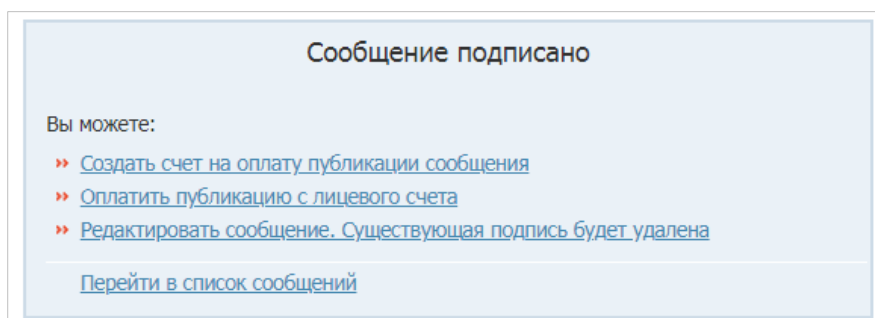 Сообщение подписано
Вы можете:
Создать счет на оплату публикации сообщения
Оплатить публикацию с лицевого счета
Редактировать сообщение. Существующая подпись будет удалена
Перейти в список сообщений